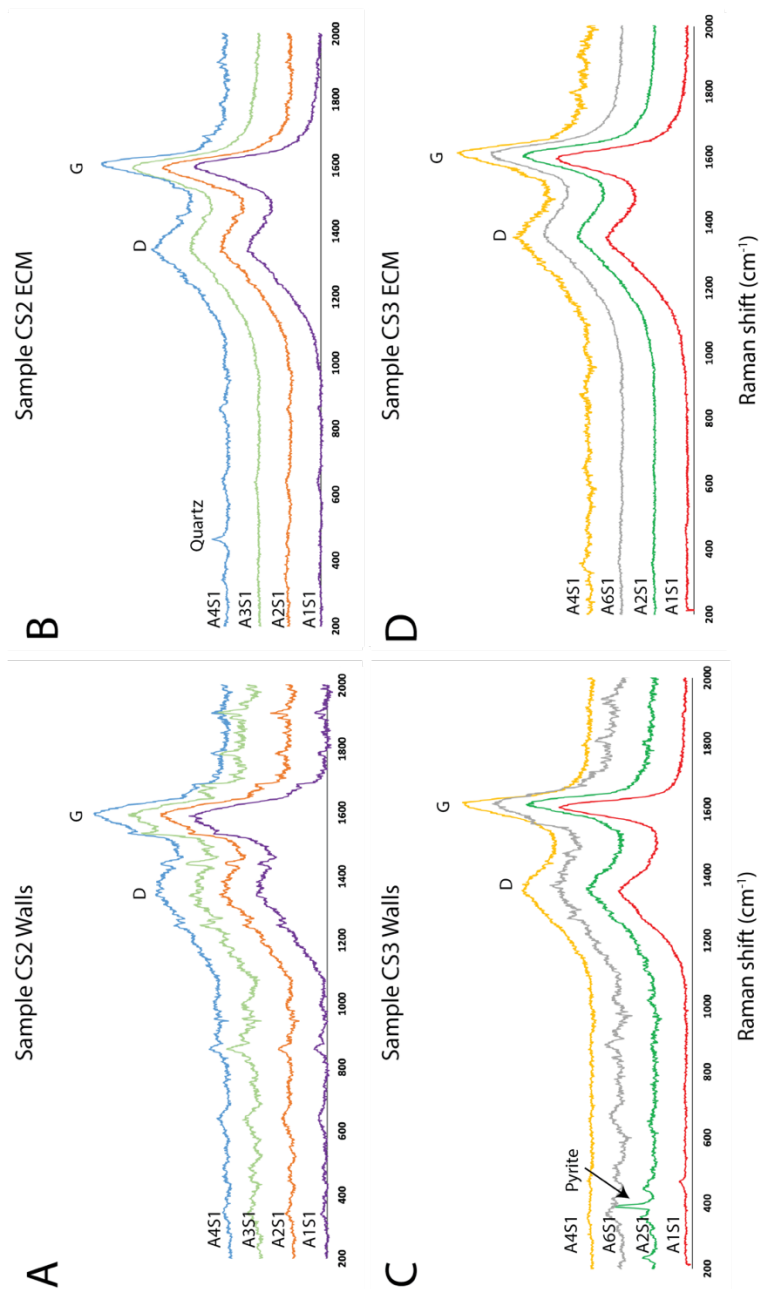 A
Sample CS2 Walls
G
D
A4S1
A3S1
A2S1
A1S1
200 400 600 800 1000 1200 1400 1600 1800 2000
B
Sample CS2 ECM
G
D
Quartz
A4S1
A3S1
A2S1
A1S1
200 400 600 800 1000 1200 1400 1600 1800 2000
C
Sample CS3 Walls
G
D
Pyrite
A4S1
A6S1
A2S1
A1S1
200 400 600 800 1000 1200 1400 1600 1800 2000
Raman shift (cm⁻¹)
D
Sample CS3 ECM
G
D
A4S1
A6S1
A2S1
A1S1
200 400 600 800 1000 1200 1400 1600 1800 2000
Raman shift (cm⁻¹)